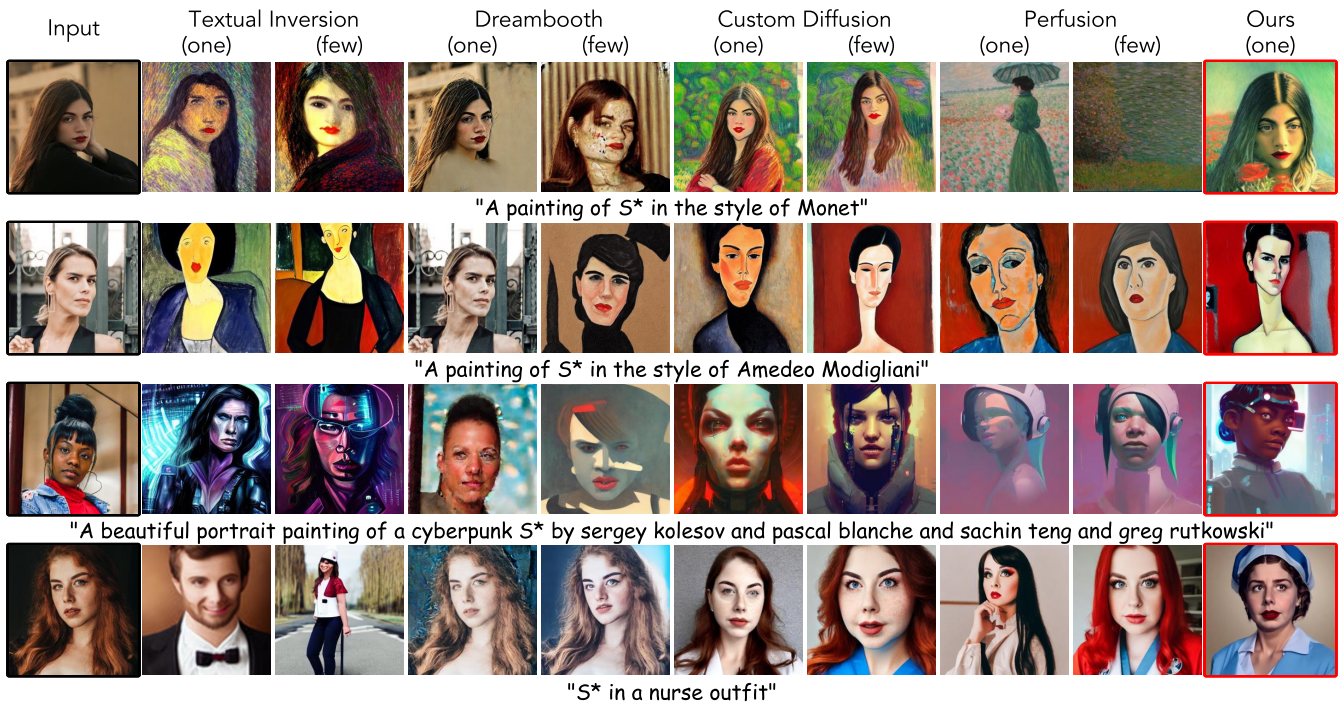 Input Textual Inversion Dreambooth Custom Diffusion Perfusion Ours
(one) (few) (one) (few) (one) (few) (one) (few) (one)
"A painting of S* in the style of Monet"
"A painting of S* in the style of Amedeo Modigliani"
"A beautiful portrait painting of a cyberpunk S* by sergey kolesov and pascal blanche and sachin teng and greg rutkowski"
"S* in a nurse outfit"